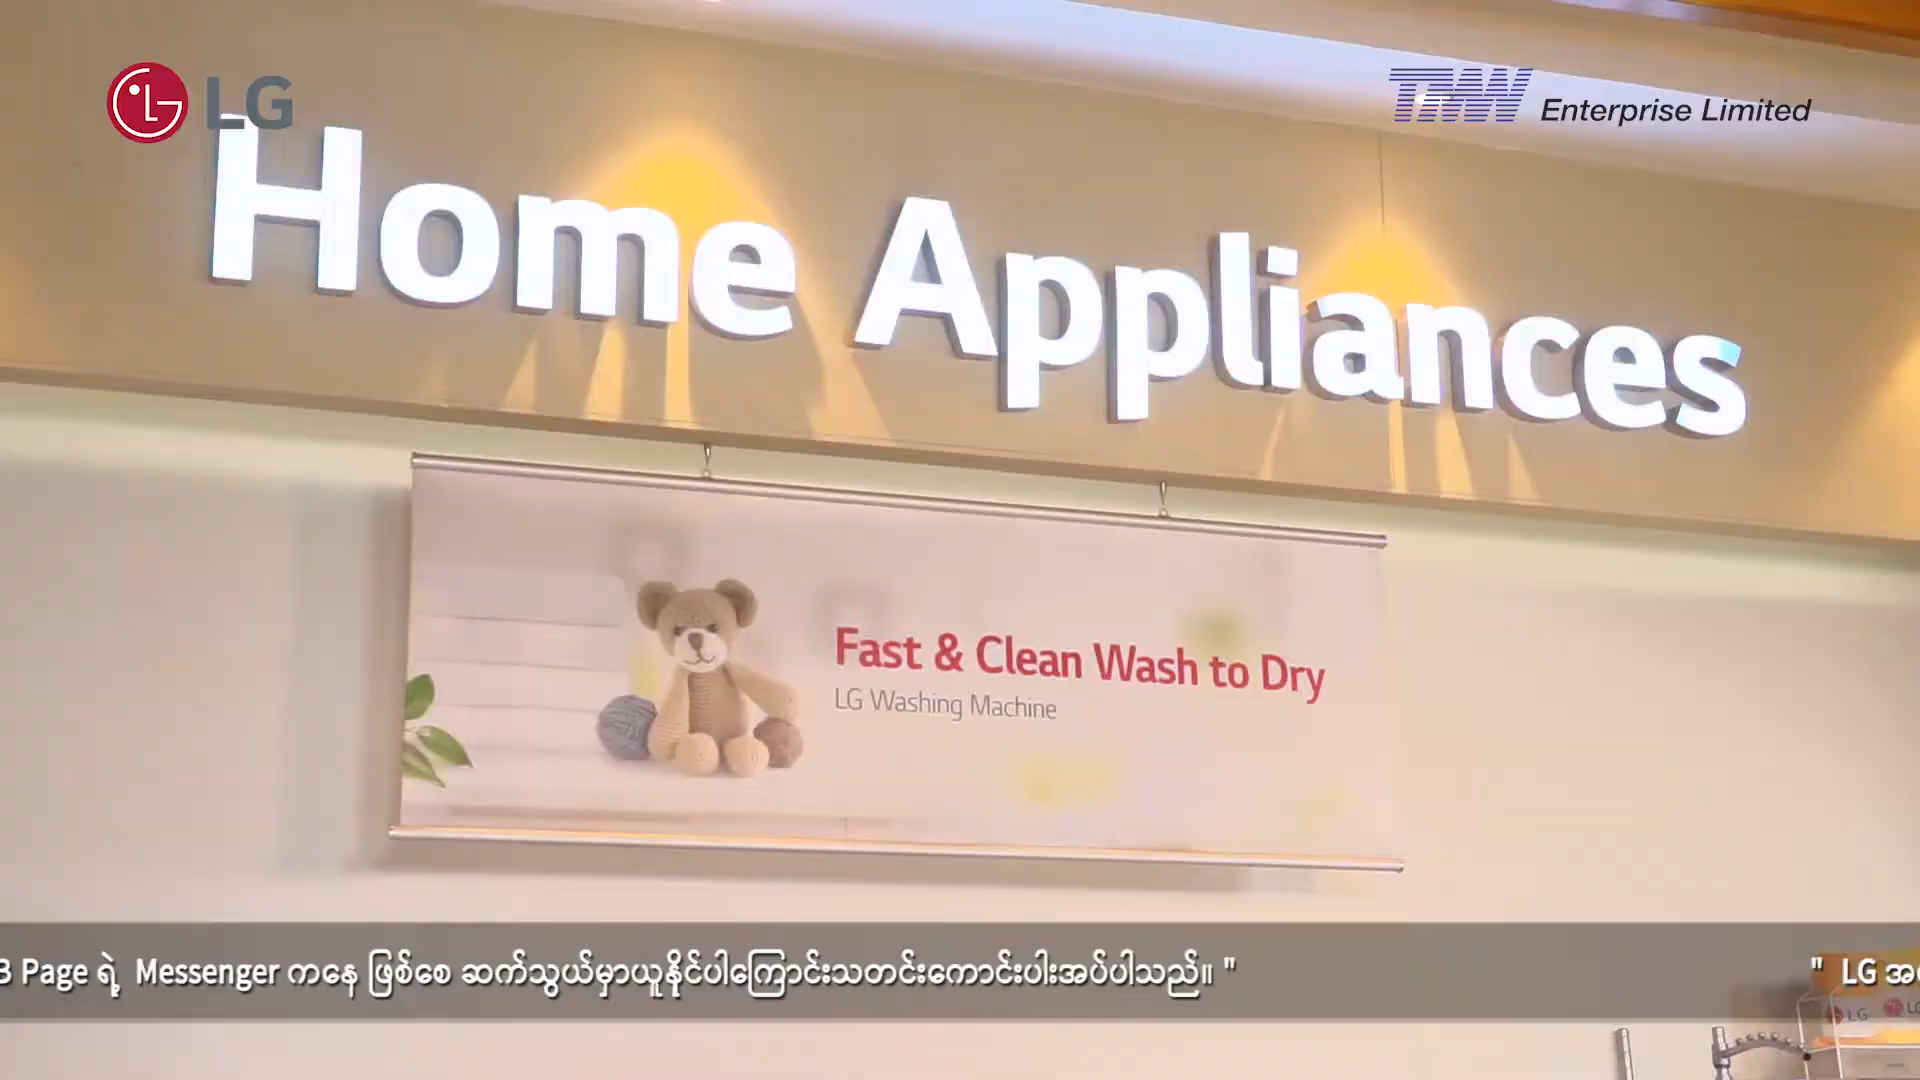 LG
TMW Enterprise Limited
Home Appliances
Fast & Clean Wash to Dry
LG Washing Machine
Page ရဲ့ Messenger ကနေ ဖြစ်စေ ဆက်သွယ်မှာယူနိုင်ပါကြောင်းသတင်းကောင်းပါးအပ်ပါသည်။ "
" LG
LG